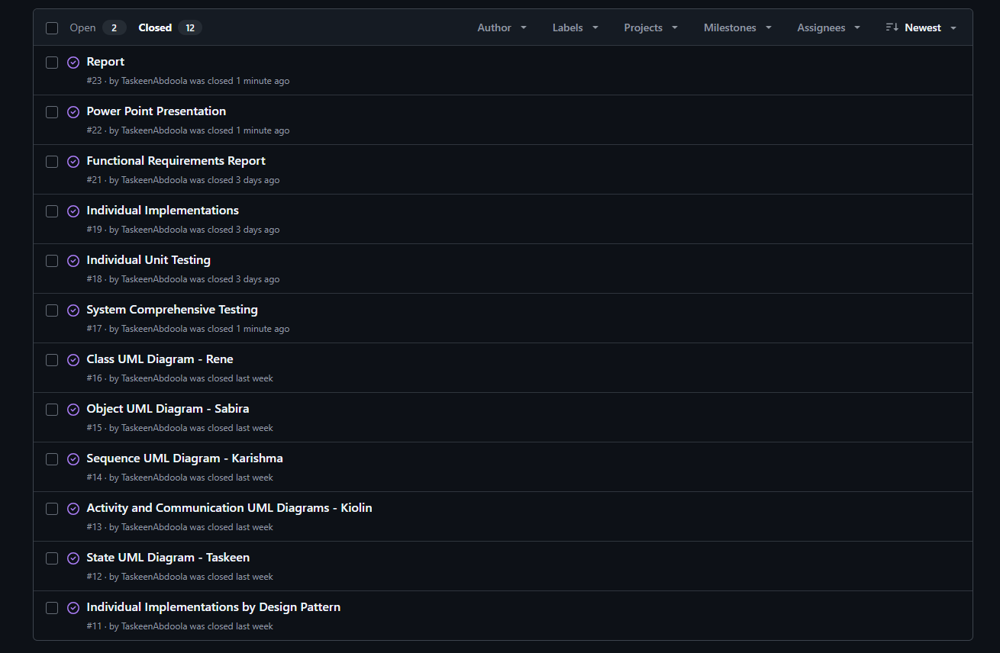 Open 2 Closed 12 Author Labels Projects Milestones Assignees Newest
Report
#23 · by TaskeenAbdoola was closed 1 minute ago
Power Point Presentation
#22 · by TaskeenAbdoola was closed 1 minute ago
Functional Requirements Report
#21 · by TaskeenAbdoola was closed 3 days ago
Individual Implementations
#19 · by TaskeenAbdoola was closed 3 days ago
Individual Unit Testing
#18 · by TaskeenAbdoola was closed 3 days ago
System Comprehensive Testing
#17 · by TaskeenAbdoola was closed 1 minute ago
Class UML Diagram - Rene
#16 · by TaskeenAbdoola was closed last week
Object UML Diagram - Sabira
#15 · by TaskeenAbdoola was closed last week
Sequence UML Diagram - Karishma
#14 · by TaskeenAbdoola was closed last week
Activity and Communication UML Diagrams - Kiolin
#13 · by TaskeenAbdoola was closed last week
State UML Diagram - Taskeen
#12 · by TaskeenAbdoola was closed last week
Individual Implementations by Design Pattern
#11 · by TaskeenAbdoola was closed last week